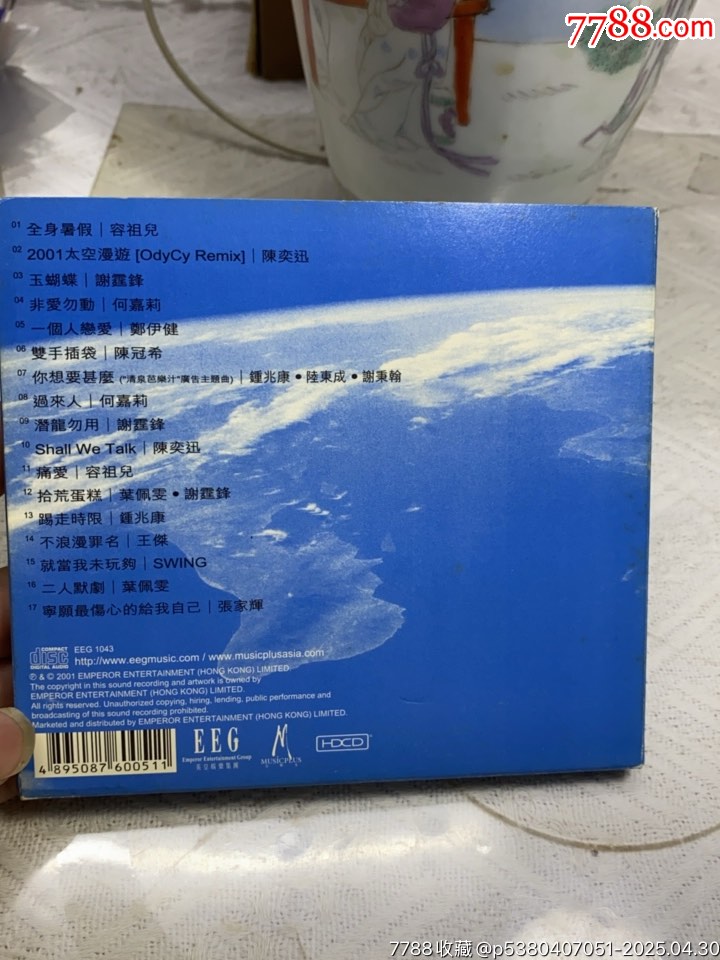 7788.com
01 全身暑假｜容祖兒
02 2001太空漫遊 [OdyCy Remix]｜陳奕迅
03 玉蝴蝶｜謝霆鋒
04 非愛勿動｜何嘉莉
05 一個人戀愛｜鄭伊健
06 雙手插袋｜陳冠希
07 你想要甚麼 ("清泉芭樂汁"廣告主題曲)｜鍾兆康•陸東成•謝秉翰
08 過來人｜何嘉莉
09 潛龍勿用｜謝霆鋒
10 Shall We Talk｜陳奕迅
11 痛愛｜容祖兒
12 拾荒蛋糕｜葉佩雯•謝霆鋒
13 踢走時限｜鍾兆康
14 不浪漫罪名｜王傑
15 就當我未玩夠｜SWING
16 二人默劇｜葉佩雯
17 寧願最傷心的給我自己｜張家輝
COMPACT
disc
DIGITAL AUDIO
EEG 1043
http://www.eegmusic.com / www.musicplusasia.com
℗ & © 2001 EMPEROR ENTERTAINMENT (HONG KONG) LIMITED.
The copyright in this sound recording and artwork is owned by
EMPEROR ENTERTAINMENT (HONG KONG) LIMITED.
All rights reserved. Unauthorized copying, hiring, lending, public performance and
broadcasting of this sound recording prohibited.
Marketed and distributed by EMPEROR ENTERTAINMENT (HONG KONG) LIMITED.
4 895087 600511
EEG
Emperor Entertainment Group
英皇娛樂集團
MUSICPLUS
HDCD
7788收藏 @p5380407051-2025.04.30